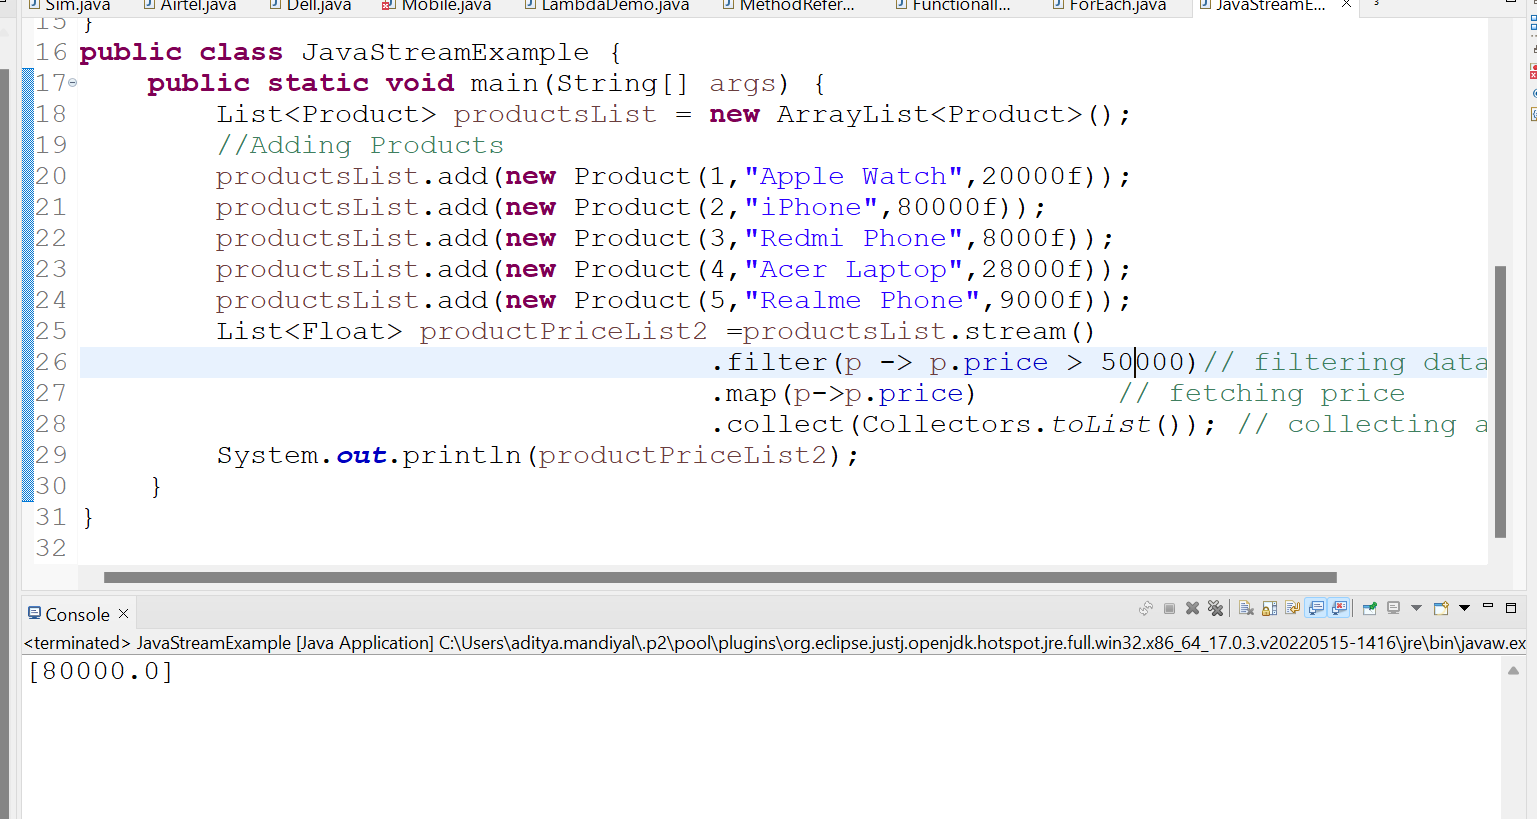 Sim.java Airtel.java Dell.java Mobile.java LambdaDemo.java MethodRefer... FunctionalI... ForEach.java JavaStreamE...
15 }
16 public class JavaStreamExample {
17 public static void main(String[] args) {
18 List<Product> productsList = new ArrayList<Product>();
19 //Adding Products
20 productsList.add(new Product(1,"Apple Watch",20000f));
21 productsList.add(new Product(2,"iPhone",80000f));
22 productsList.add(new Product(3,"Redmi Phone",8000f));
23 productsList.add(new Product(4,"Acer Laptop",28000f));
24 productsList.add(new Product(5,"Realme Phone",9000f));
25 List<Float> productPriceList2 =productsList.stream()
26 .filter(p -> p.price > 50000)// filtering data
27 .map(p->p.price) // fetching price
28 .collect(Collectors.toList()); // collecting a
29 System.out.println(productPriceList2);
30 }
31 }
32
Console
<terminated> JavaStreamExample [Java Application] C:\Users\aditya.mandiyal\.p2\pool\plugins\org.eclipse.justj.openjdk.hotspot.jre.full.win32.x86_64_17.0.3.v20220515-1416\jre\bin\javaw.ex
[80000.0]